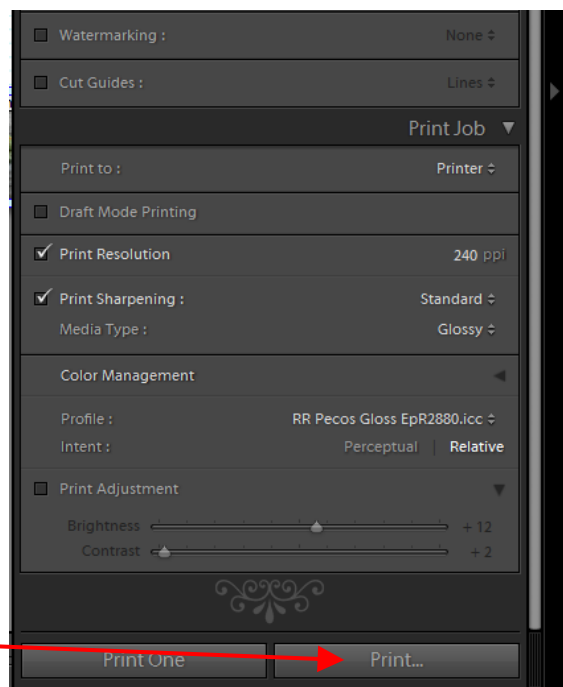 Watermarking : None
Cut Guides : Lines
Print Job
Print to : Printer
Draft Mode Printing
Print Resolution 240 ppi
Print Sharpening : Standard
Media Type : Glossy
Color Management
Profile : RR Pecos Gloss EpR2880.icc
Intent : Perceptual | Relative
Print Adjustment
Brightness + 12
Contrast + 2
Print One Print...